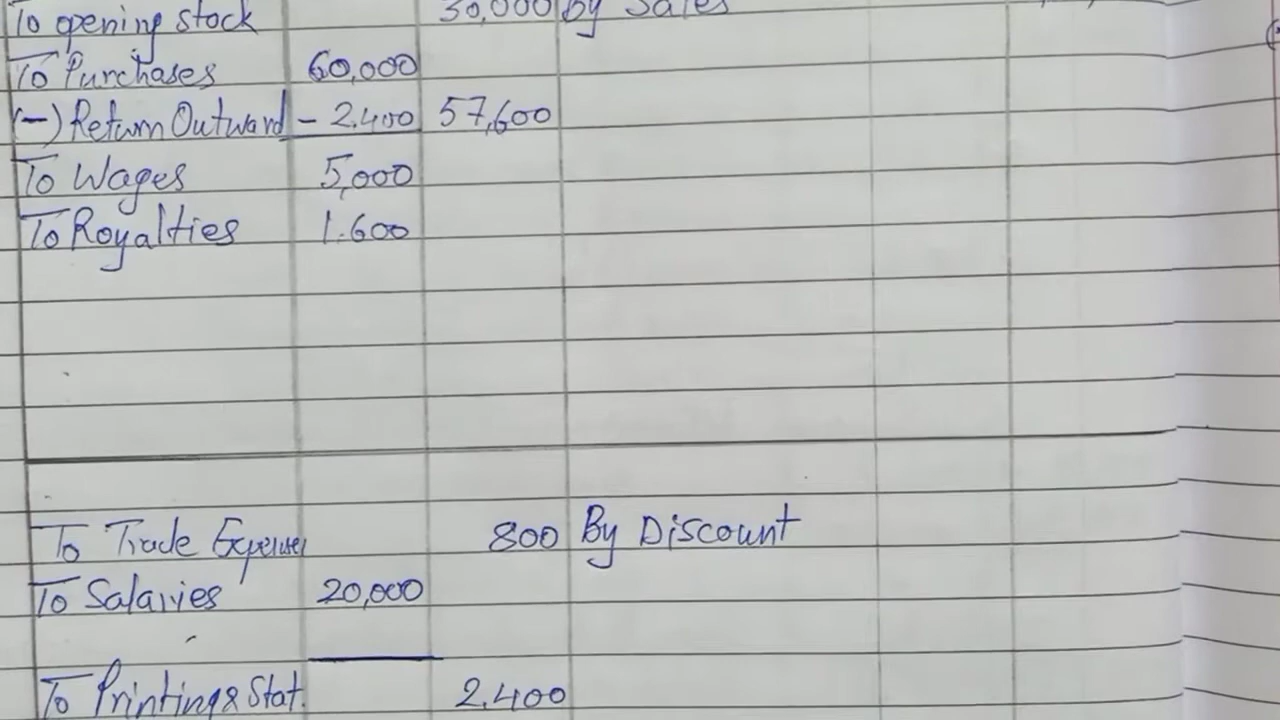 To opening stock 30,000 By Sales
To Purchases 60,000
(-) Return Outward - 2,400 57,600
To Wages 5,000
To Royalties 1.600
To Trade Expenses 800 By Discount
To Salaries 20,000
To Printing & Stat. 2,400